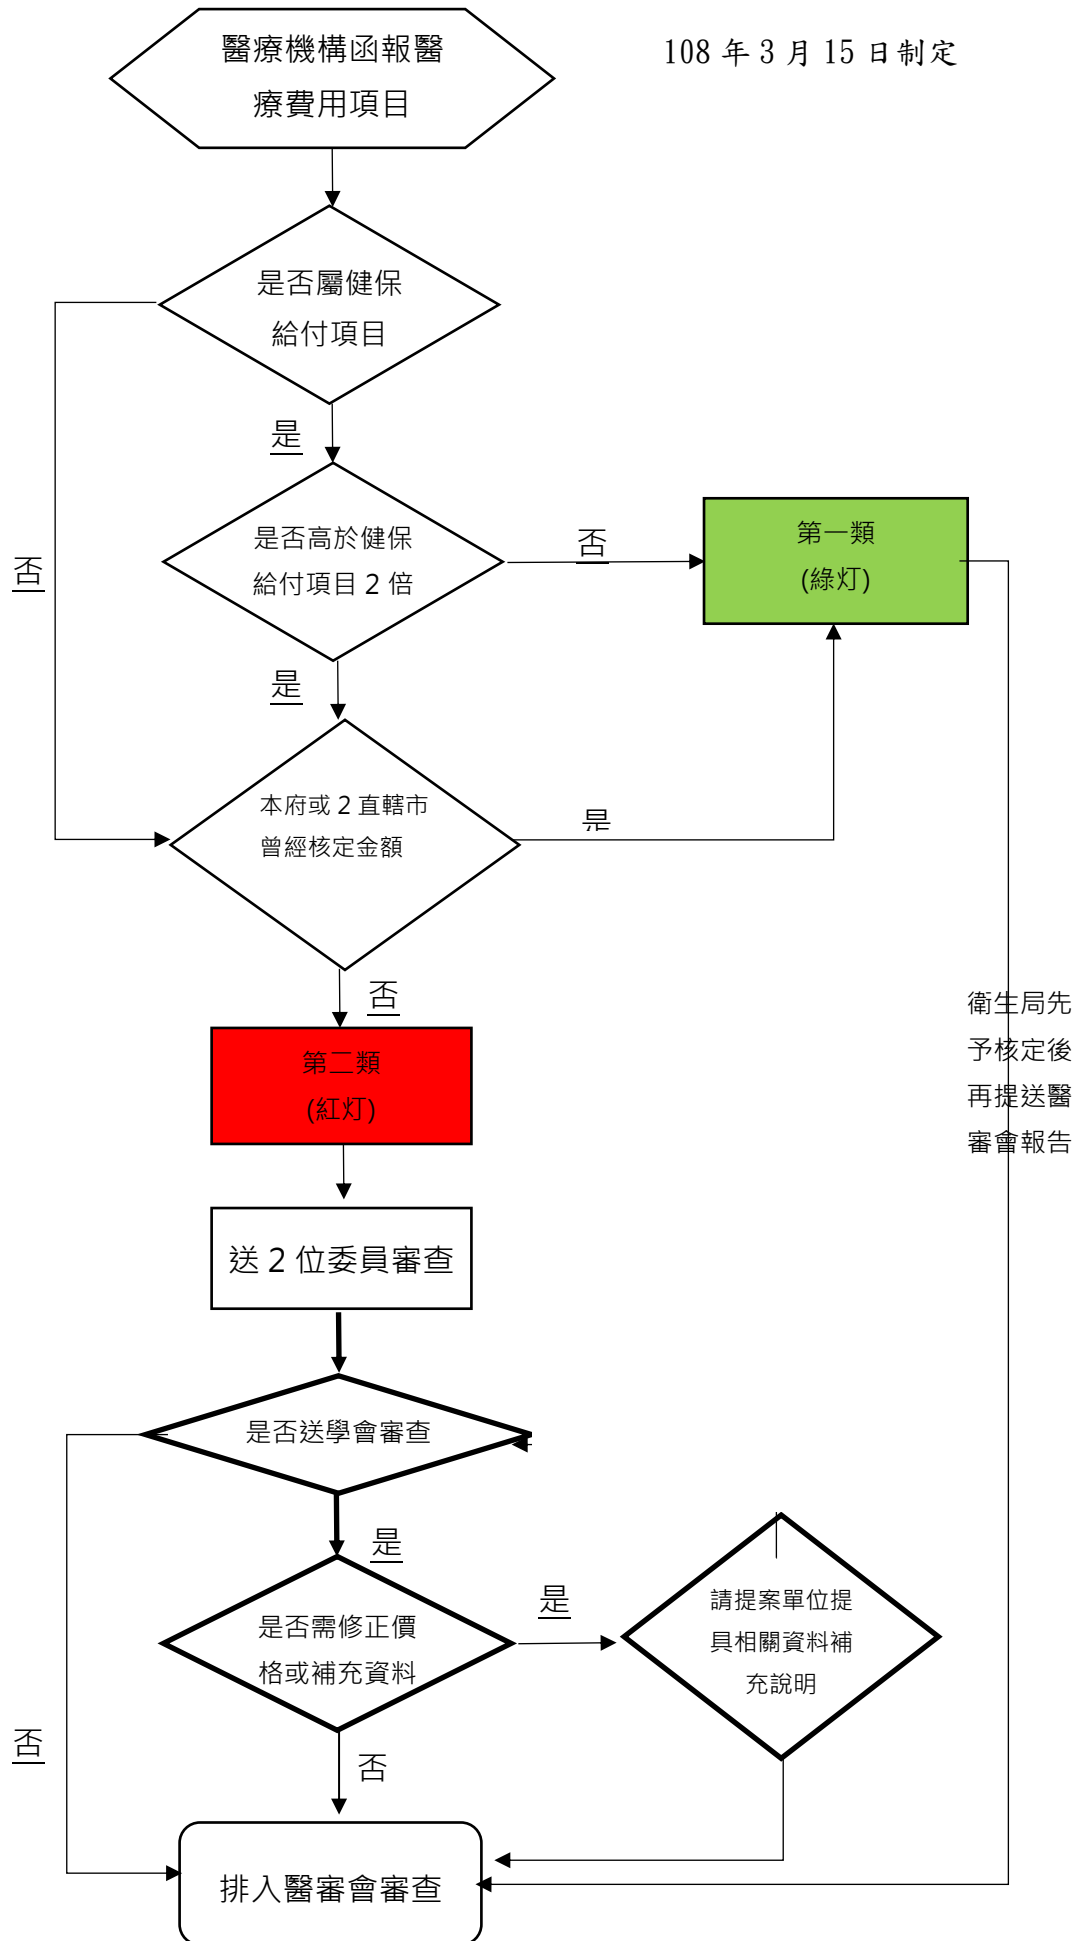 醫療機構函報醫
療費用項目
108 年 3 月 15 日制定
是否屬健保
給付項目
是
否
是否高於健保
給付項目 2 倍
否
第一類
(綠灯)
是
本府或 2 直轄市
曾經核定金額
是
否
第二類
(紅灯)
衛生局先
予核定後
再提送醫
審會報告
送 2 位委員審查
是否送學會審查
是
是否需修正價
格或補充資料
是
請提案單位提
具相關資料補
充說明
否
否
排入醫審會審查